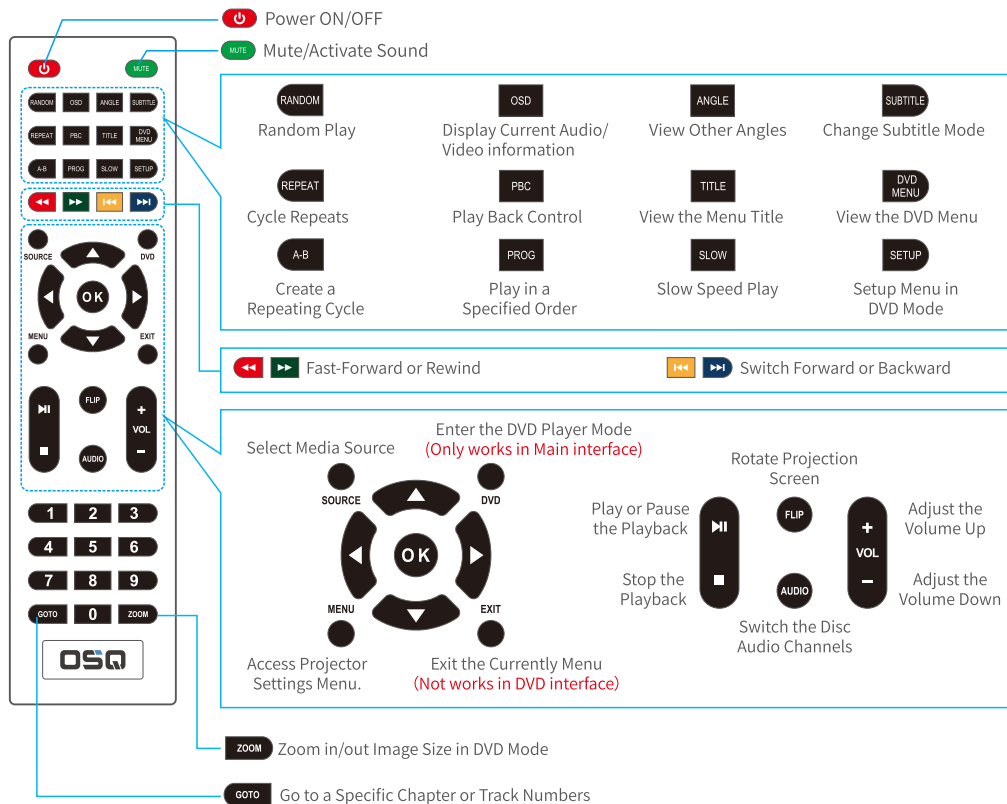 Power ON/OFF
MUTE
Mute/Activate Sound
MUTE
RANDOM
OSD
ANGLE
SUBTITLE
REPEAT
PBC
TITLE
DVD
MENU
A-B
PROG
SLOW
SETUP
SOURCE
DVD
OK
MENU
EXIT
FLIP
+
VOL
−
AUDIO
1 2 3
4 5 6
7 8 9
GOTO 0 ZOOM
OSQ
RANDOM
Random Play
OSD
Display Current Audio/
Video information
ANGLE
View Other Angles
SUBTITLE
Change Subtitle Mode
REPEAT
Cycle Repeats
PBC
Play Back Control
TITLE
View the Menu Title
DVD
MENU
View the DVD Menu
A-B
Create a
Repeating Cycle
PROG
Play in a
Specified Order
SLOW
Slow Speed Play
SETUP
Setup Menu in
DVD Mode
Fast-Forward or Rewind
Switch Forward or Backward
Select Media Source
Enter the DVD Player Mode
(Only works in Main interface)
SOURCE
DVD
OK
MENU
EXIT
Access Projector
Settings Menu.
Exit the Currently Menu
(Not works in DVD interface)
Play or Pause
the Playback
Stop the
Playback
Rotate Projection
Screen
FLIP
AUDIO
Switch the Disc
Audio Channels
+
VOL
−
Adjust the
Volume Up
Adjust the
Volume Down
ZOOM
Zoom in/out Image Size in DVD Mode
GOTO
Go to a Specific Chapter or Track Numbers